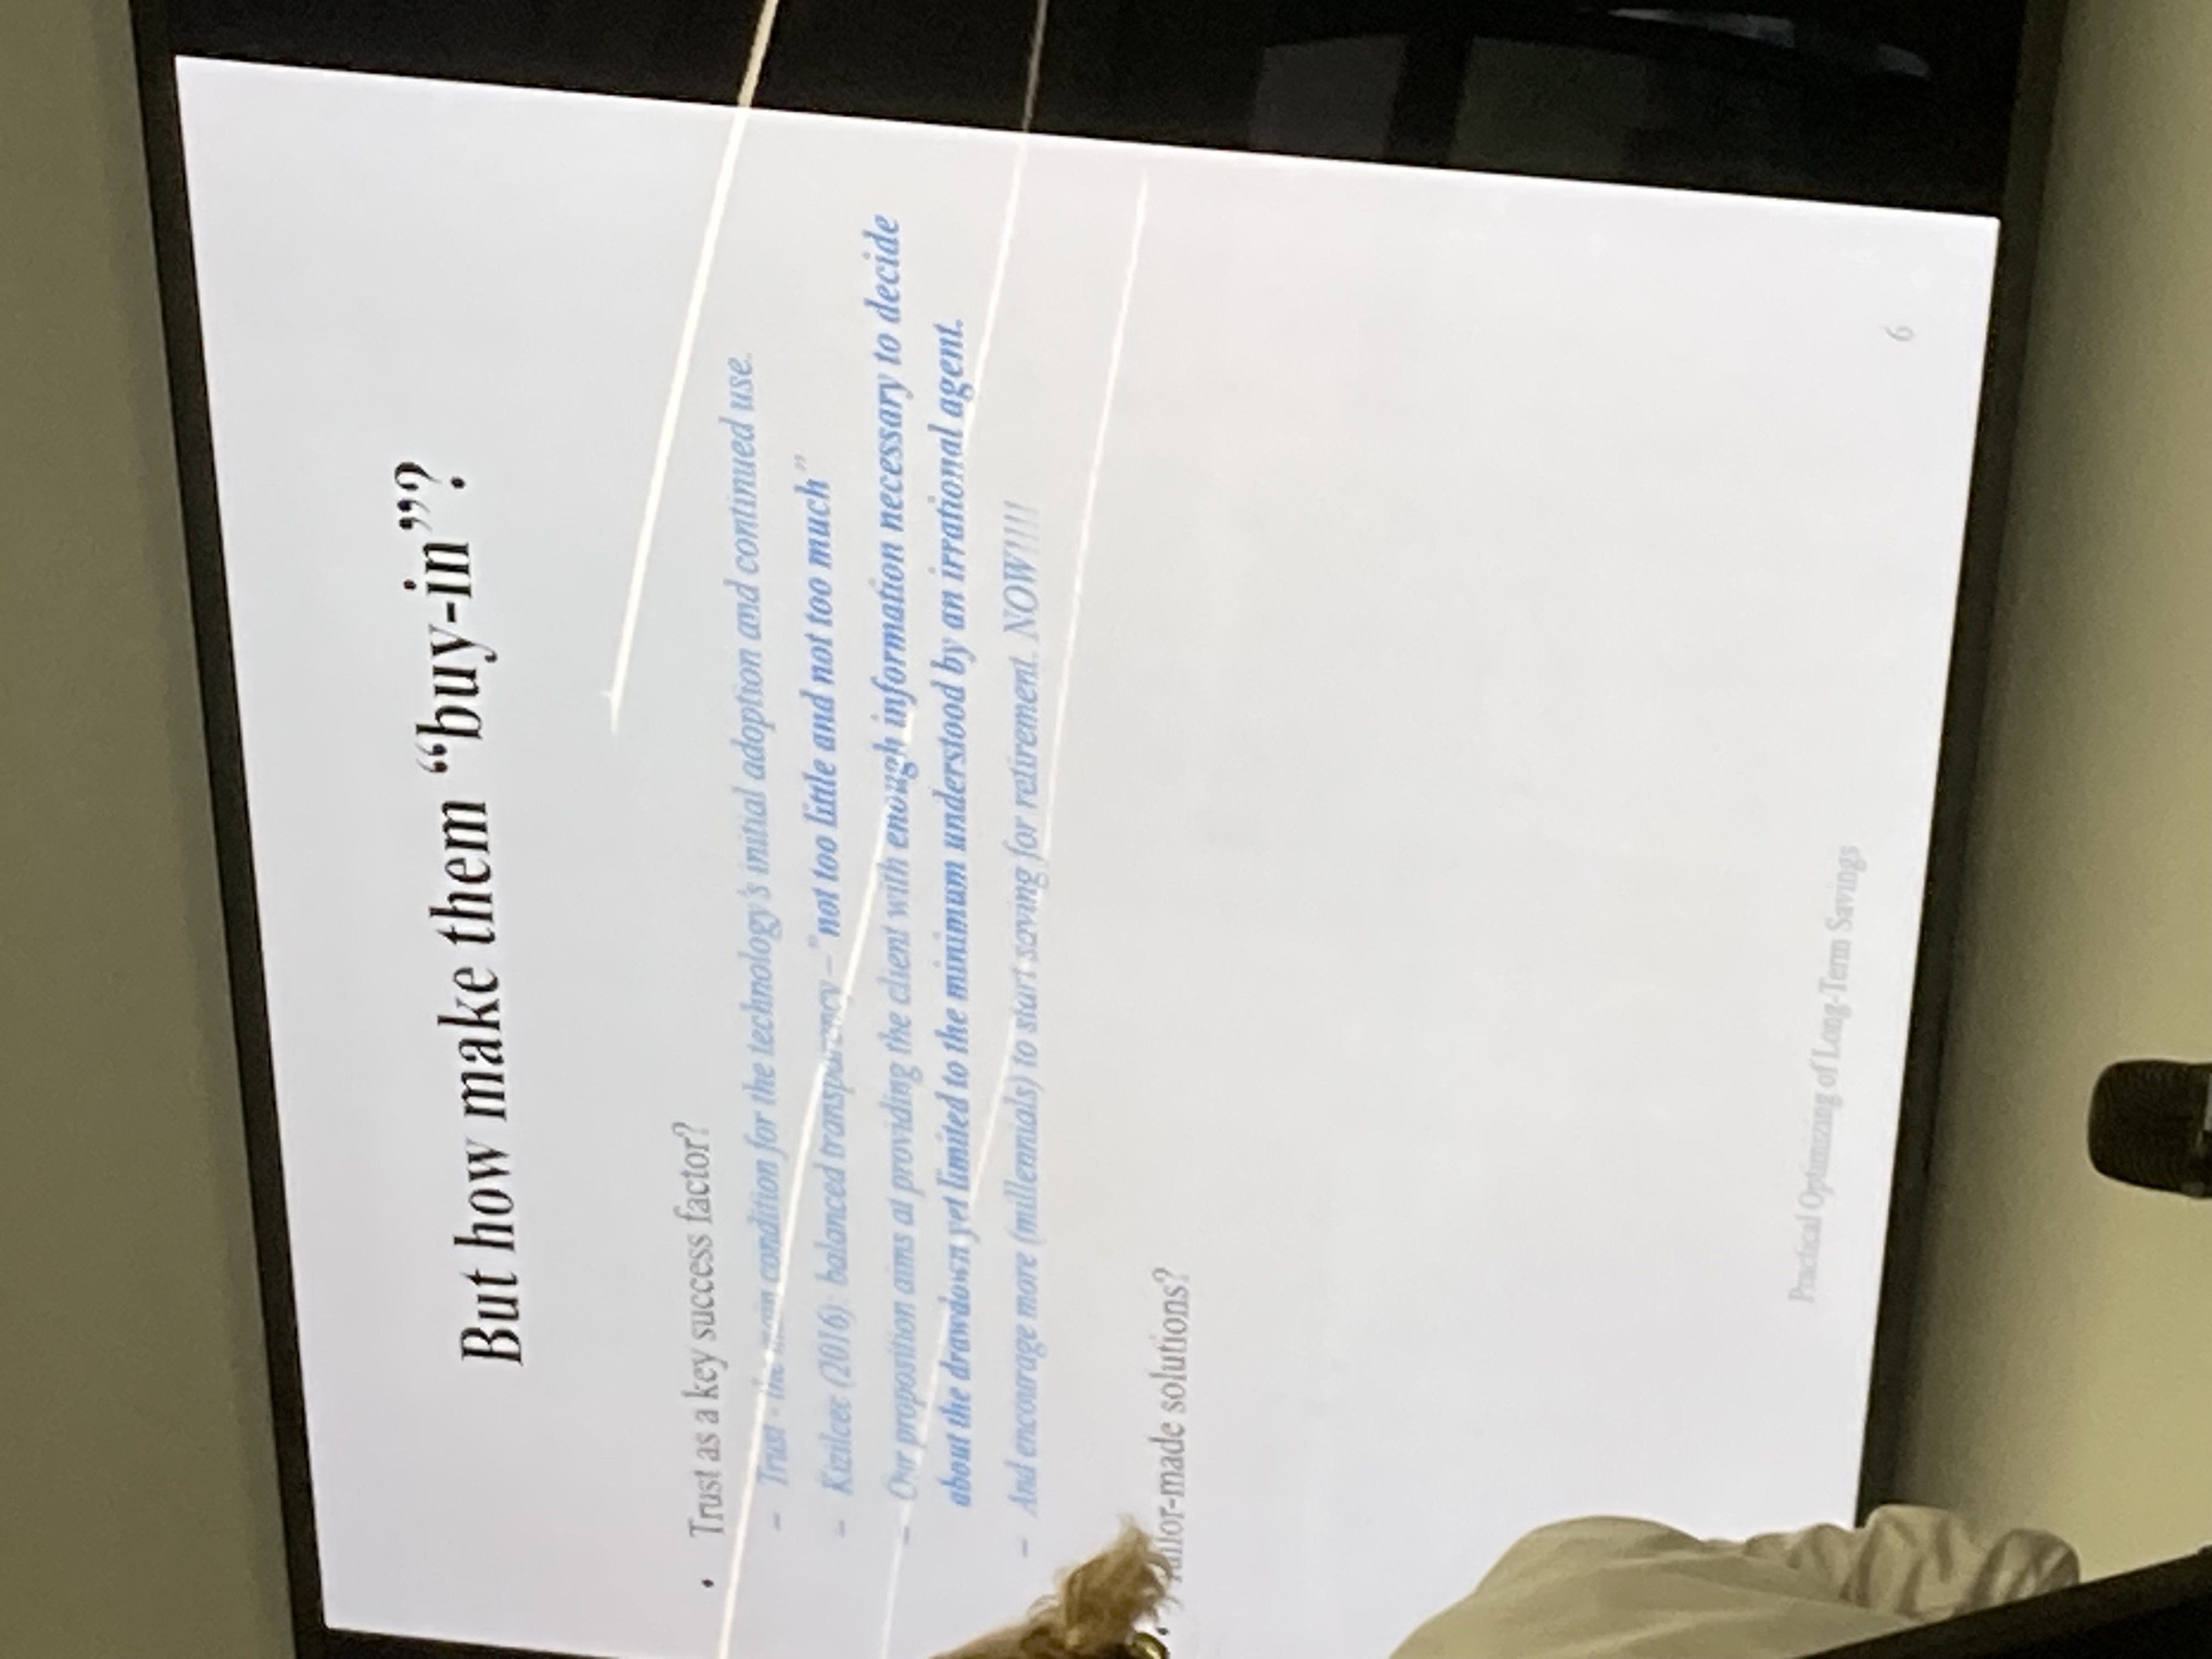 But how make them “buy-in”?
• Trust as a key success factor?
– Trust - the main condition for the technology's initial adoption and continued use.
– Kizilcec (2016): balanced transparency – "not too little and not too much"
– Our proposition aims at providing the client with enough information necessary to decide
about the drawdown yet limited to the minimum understood by an irrational agent.
– And encourage more (millennials) to start saving for retirement. NOW!!!!
• Tailor-made solutions?
Practical Optimizing of Long-Term Savings
6